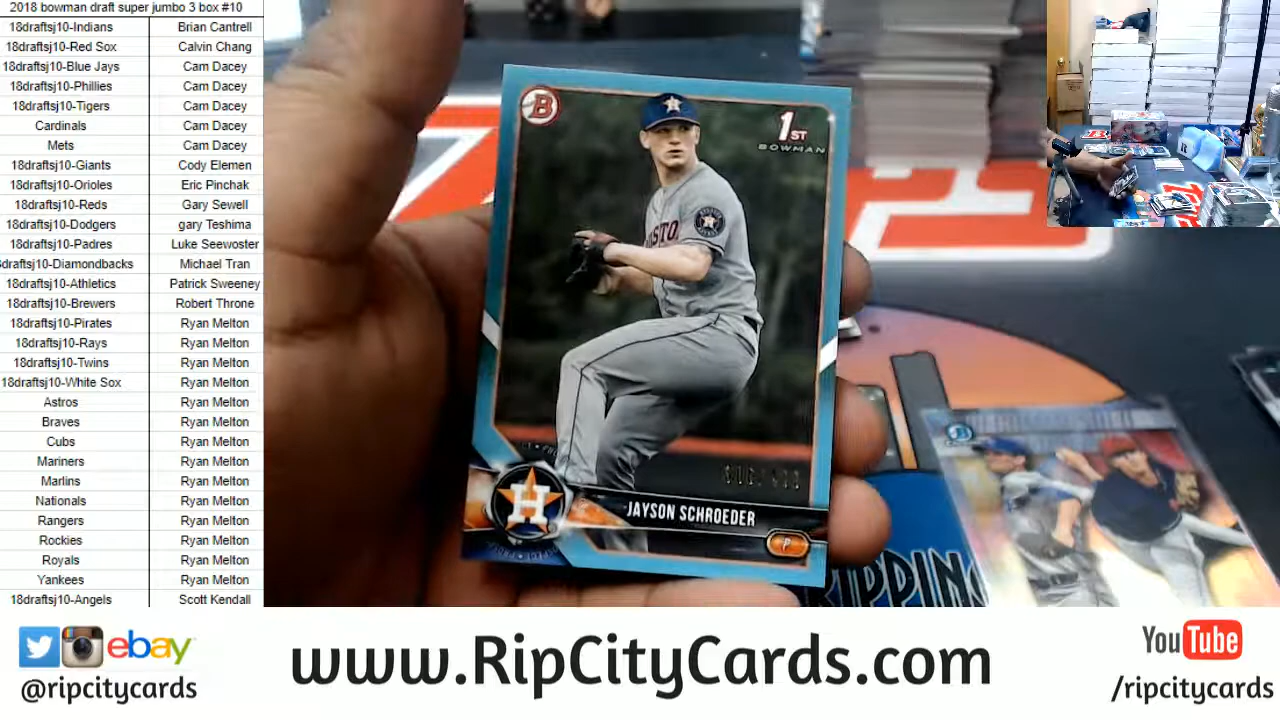 2018 bowman draft super jumbo 3 box #10
18draftsj10-Indians Brian Cantrell
18draftsj10-Red Sox Calvin Chang
18draftsj10-Blue Jays Cam Dacey
18draftsj10-Phillies Cam Dacey
18draftsj10-Tigers Cam Dacey
Cardinals Cam Dacey
Mets Cam Dacey
18draftsj10-Giants Cody Elemen
18draftsj10-Orioles Eric Pinchak
18draftsj10-Reds Gary Sewell
18draftsj10-Dodgers gary Teshima
18draftsj10-Padres Luke Seewoster
draftsj10-Diamondbacks Michael Tran
18draftsj10-Athletics Patrick Sweeney
18draftsj10-Brewers Robert Throne
18draftsj10-Pirates Ryan Melton
18draftsj10-Rays Ryan Melton
18draftsj10-Twins Ryan Melton
18draftsj10-White Sox Ryan Melton
Astros Ryan Melton
Braves Ryan Melton
Cubs Ryan Melton
Mariners Ryan Melton
Marlins Ryan Melton
Nationals Ryan Melton
Rangers Ryan Melton
Rockies Ryan Melton
Royals Ryan Melton
Yankees Ryan Melton
18draftsj10-Angels Scott Kendall
B
1ST
BOWMAN
H
JAYSON SCHROEDER
P
RIPPING
ebay
@ripcitycards
www.RipCityCards.com
YouTube
/ripcitycards